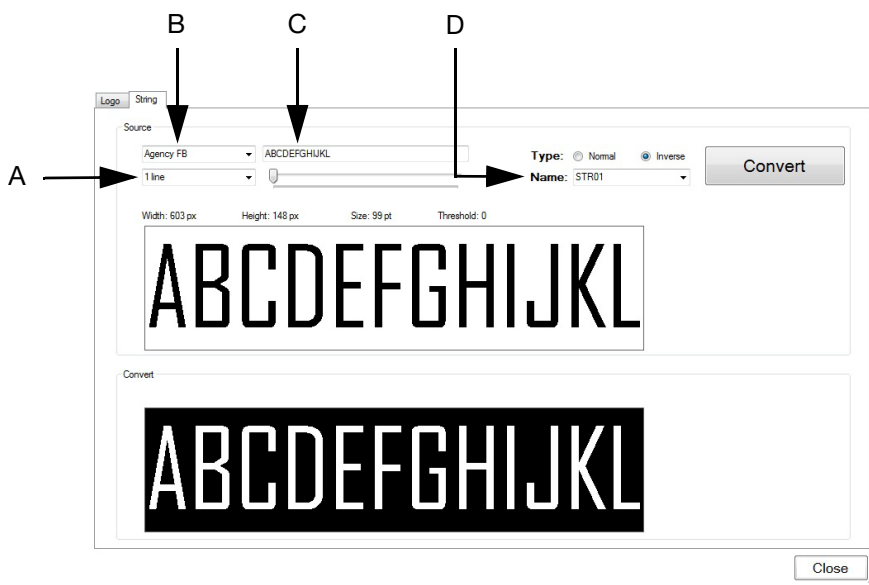 B C D
Logo String
Source
Agency FB ABCDEFGHIJKL Type: Normal Inverse Convert
A 1 line Name: STR01
Width: 603 px Height: 148 px Size: 99 pt Threshold: 0
ABCDEFGHIJKL
Convert
ABCDEFGHIJKL
Close